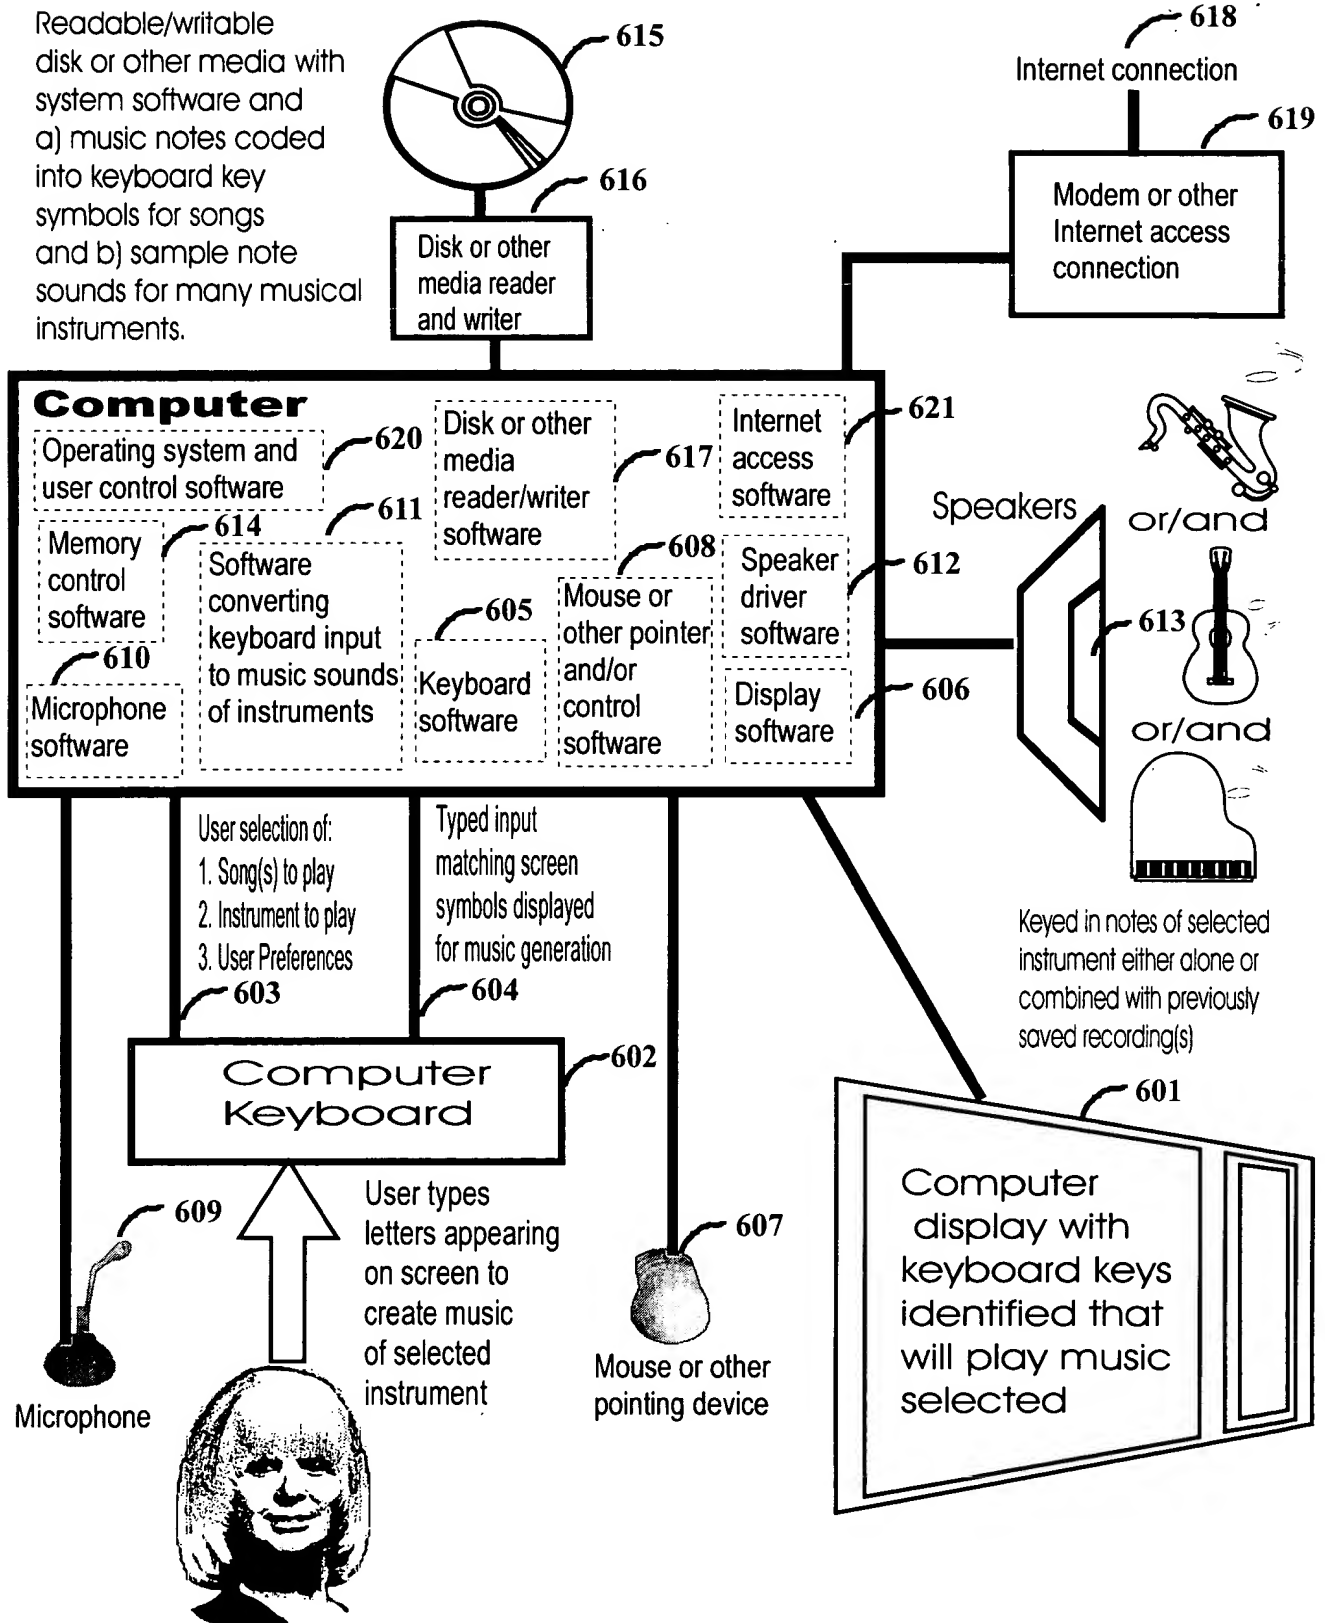 Readable/writable
disk or other media with
system software and
a) music notes coded
into keyboard key
symbols for songs
and b) sample note
sounds for many musical
instruments.
615
616
Disk or other
media reader
and writer
618
Internet connection
619
Modem or other
Internet access
connection
Computer
Operating system and
user control software
620
Memory
control
software
614
Software
converting
keyboard input
to music sounds
of instruments
611
Disk or other
media
reader/writer
software
617
Internet
access
software
621
Microphone
software
610
Keyboard
software
605
Mouse or
other pointer
and/or
control
software
608
Speaker
driver
software
612
Display
software
606
Speakers
613
or/and
or/and
Keyed in notes of selected
instrument either alone or
combined with previously
saved recording(s)
User selection of:
1. Song(s) to play
2. Instrument to play
3. User Preferences
603
Typed input
matching screen
symbols displayed
for music generation
604
Computer
Keyboard
602
609
Microphone
User types
letters appearing
on screen to
create music
of selected
instrument
607
Mouse or other
pointing device
601
Computer
display with
keyboard keys
identified that
will play music
selected